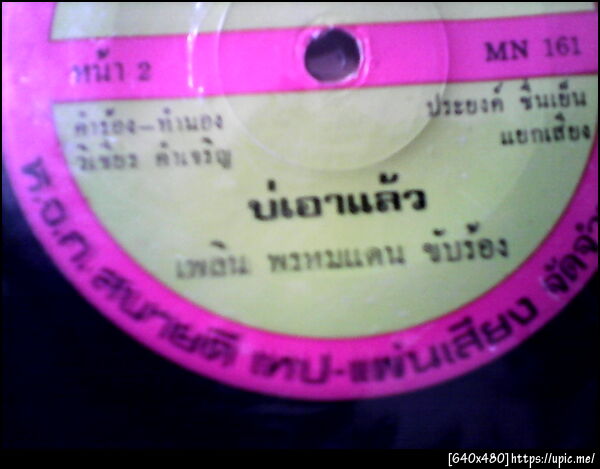 หน้า 2
MN 161
คำร้อง-ทำนอง
วิเชียร คำเจริญ
ประยงค์ ชื่นเย็น
แยกเสียง
บ่เอาแล้ว
เพลิน พรหมแดน ขับร้อง
ห.จ.ก. สบายดี เทป-แผ่นเสียง จัดจำ
[640x480]https://upic.me/